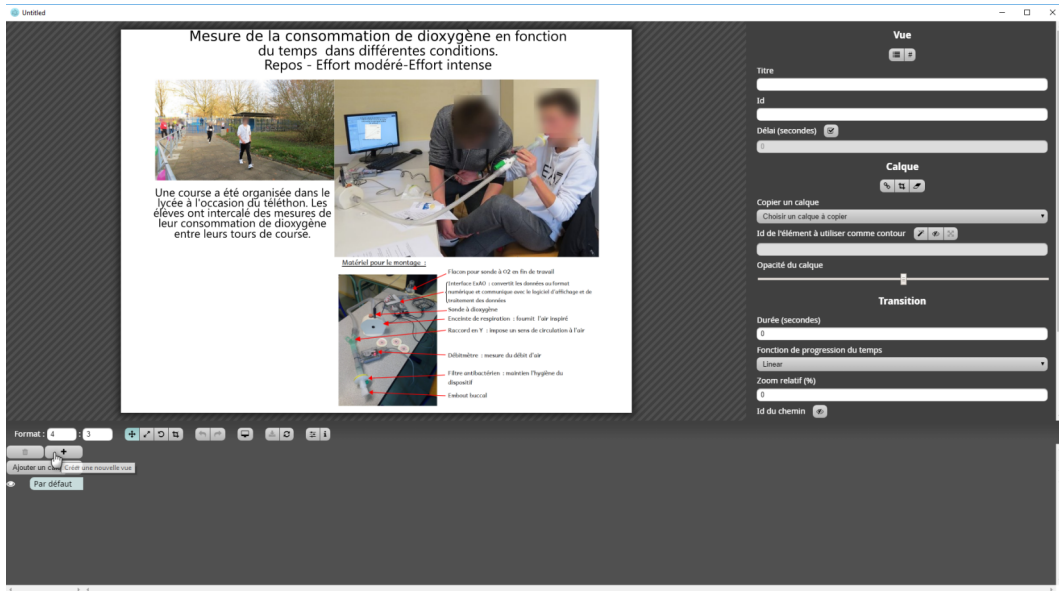 Untitled
Mesure de la consommation de dioxygène en fonction
du temps dans différentes conditions.
Repos - Effort modéré-Effort intense
Une course a été organisée dans le
lycée à l'occasion du téléthon. Les
élèves ont intercalé des mesures de
leur consommation de dioxygène
entre leurs tours de course.
Matériel pour le montage :
Flacon pour sonde à O2 en fin de travail
Interface ExAO : convertit les données au format
numérique et communique avec le logiciel d'affichage et de
traitement des données
Sonde à dioxygène
Enceinte de respiration : fournit l'air inspiré
Raccord en Y : impose un sens de circulation à l'air
Débitmètre : mesure du débit d'air
Filtre antibactérien : maintien l'hygiène du
dispositif
Embout buccal
Vue
#
Titre
Id
Délai (secondes)
0
Calque
Copier un calque
Choisir un calque à copier
Id de l'élément à utiliser comme contour
Opacité du calque
Transition
Durée (secondes)
0
Fonction de progression du temps
Linear
Zoom relatif (%)
0
Id du chemin
Format : 4 : 3
Ajouter un
Créer une nouvelle vue
Par défaut